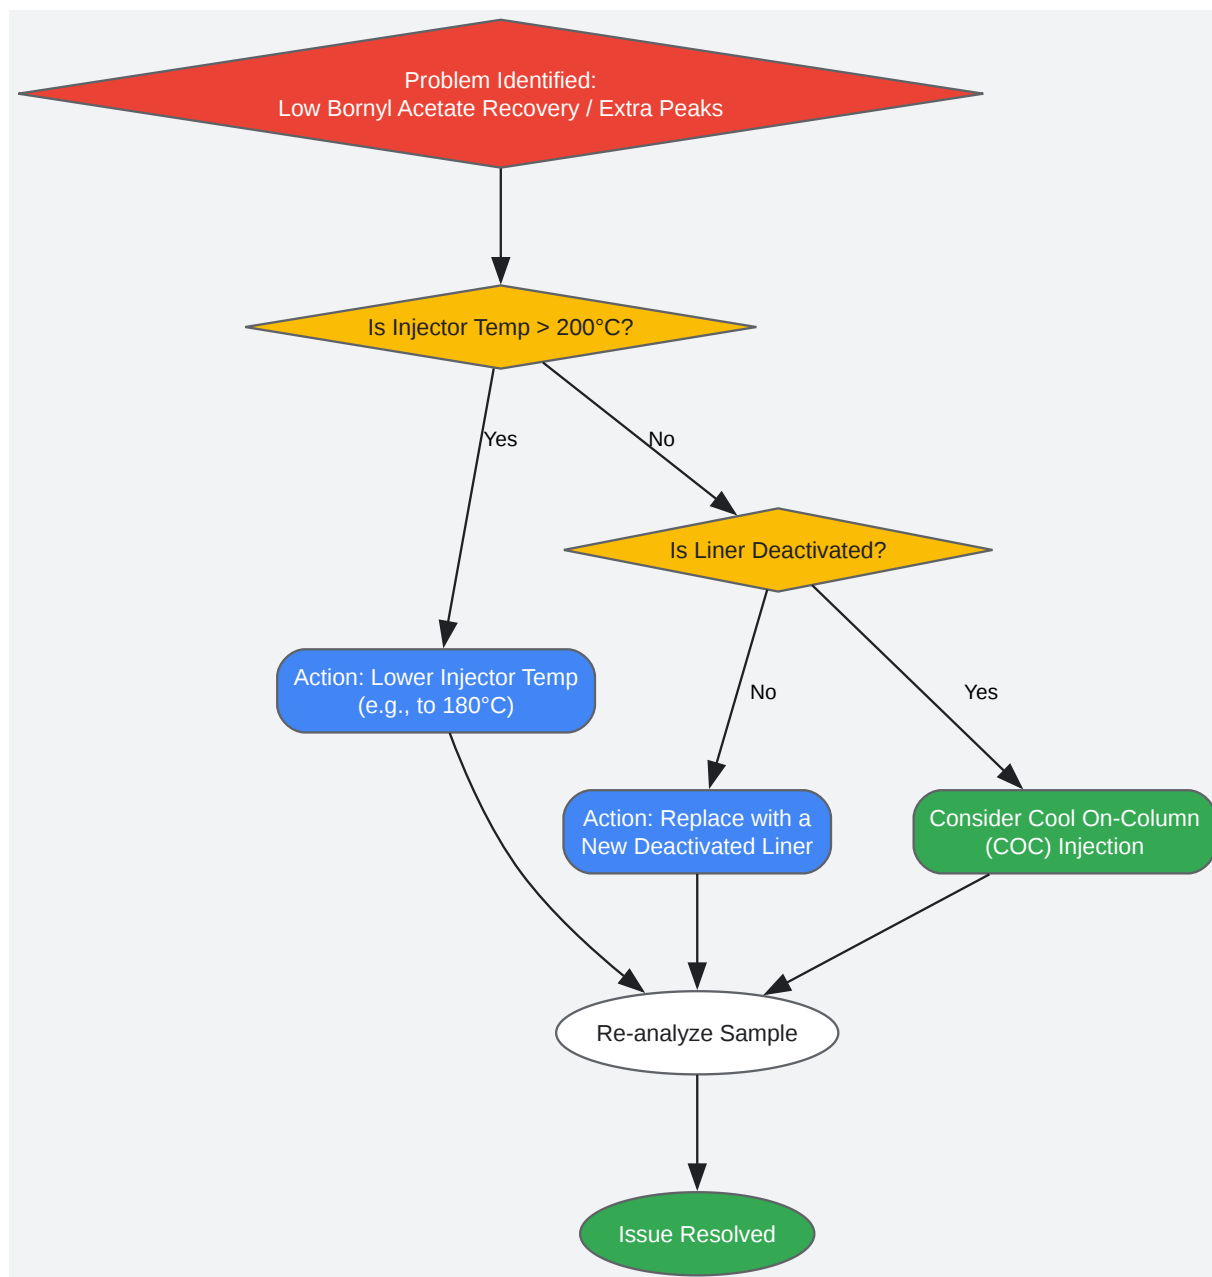 Problem Identified:
Low Bornyl Acetate Recovery / Extra Peaks
Is Injector Temp > 200°C?
Yes
No
Is Liner Deactivated?
Action: Lower Injector Temp
(e.g., to 180°C)
No
Yes
Action: Replace with a
New Deactivated Liner
Consider Cool On-Column
(COC) Injection
Re-analyze Sample
Issue Resolved